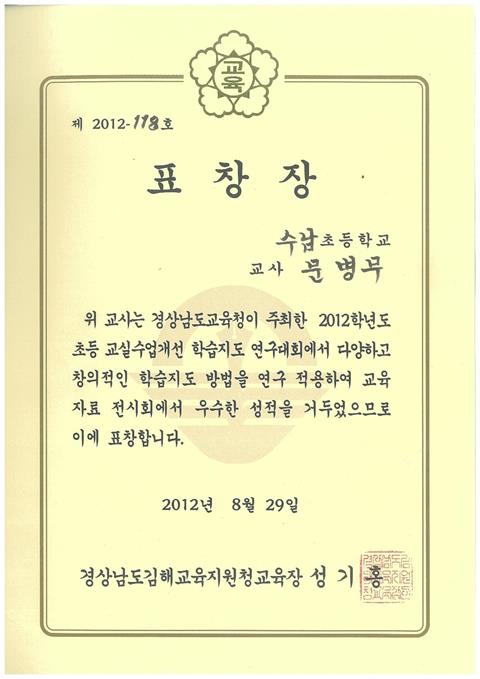 교육
제 2012-118호
표 창 장
수남초등학교
교사 문병무
위 교사는 경상남도교육청이 주최한 2012학년도
초등 교실수업개선 학습지도 연구대회에서 다양하고
창의적인 학습지도 방법을 연구 적용하여 교육
자료 전시회에서 우수한 성적을 거두었으므로
이에 표창합니다.
2012년 8월 29일
경상남도김해교육지원청교육장 성 기 홍